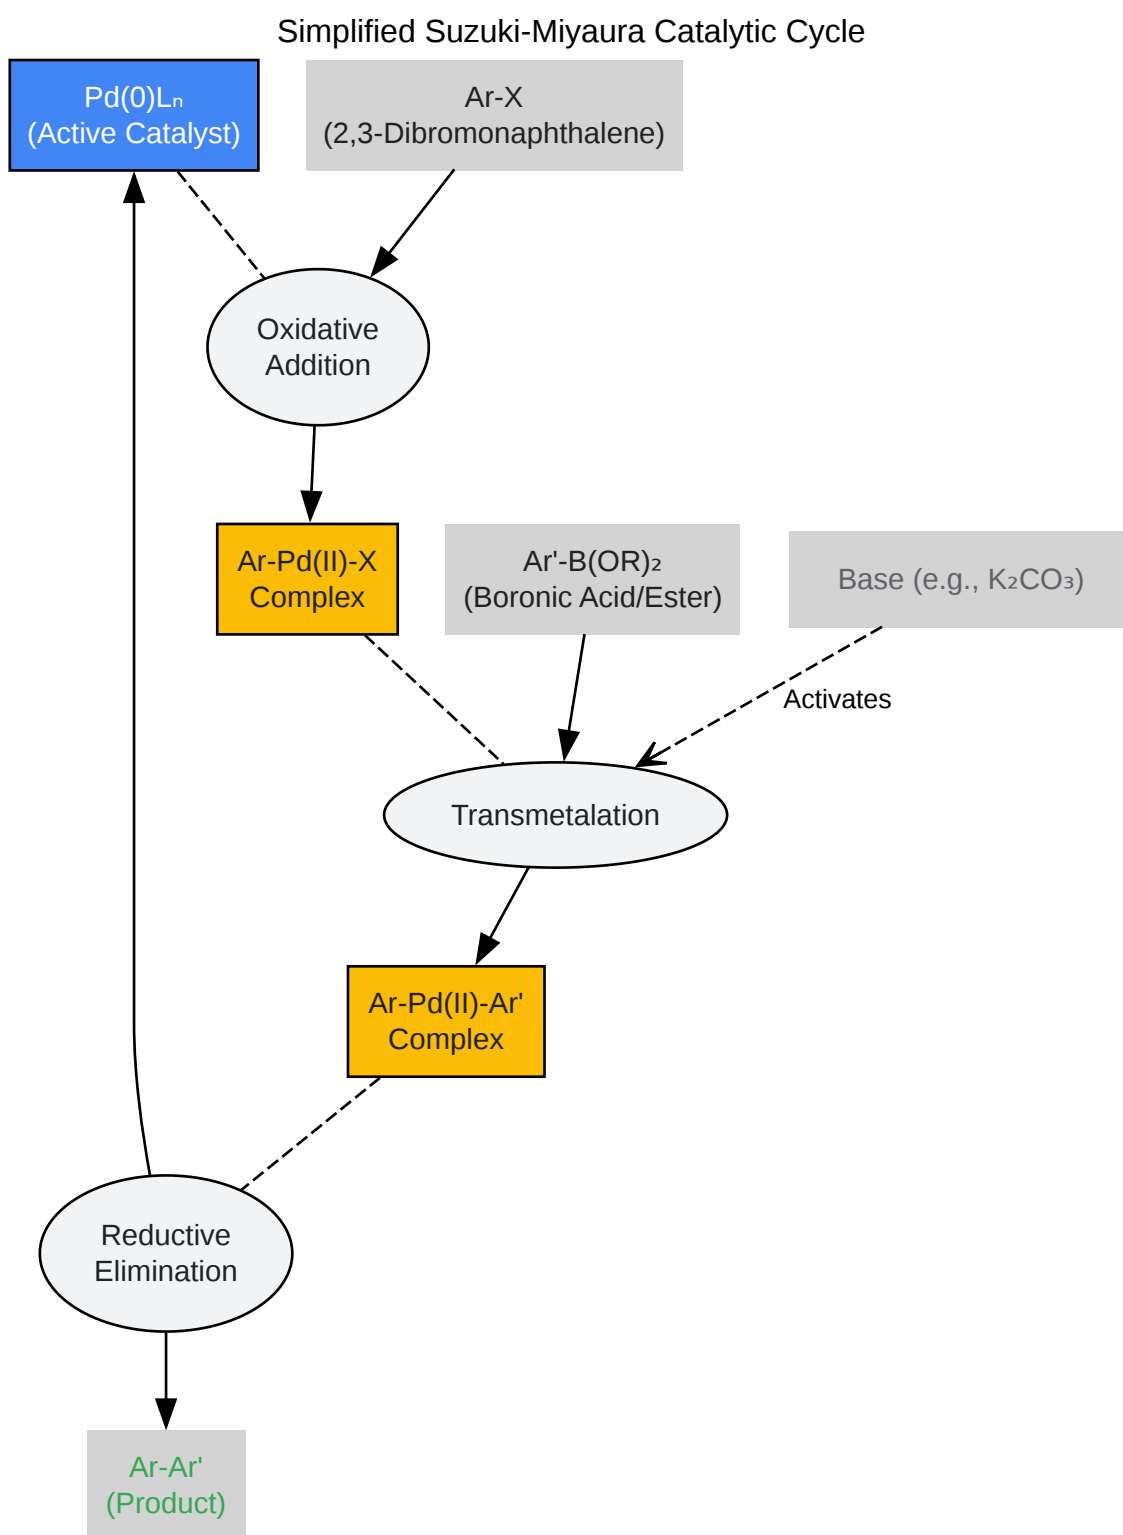 Simplified Suzuki-Miyaura Catalytic Cycle
Pd(0)Lₙ
(Active Catalyst)
Ar-X
(2,3-Dibromonaphthalene)
Oxidative
Addition
Ar-Pd(II)-X
Complex
Ar'-B(OR)₂
(Boronic Acid/Ester)
Base (e.g., K₂CO₃)
Activates
Transmetalation
Ar-Pd(II)-Ar'
Complex
Reductive
Elimination
Ar-Ar'
(Product)